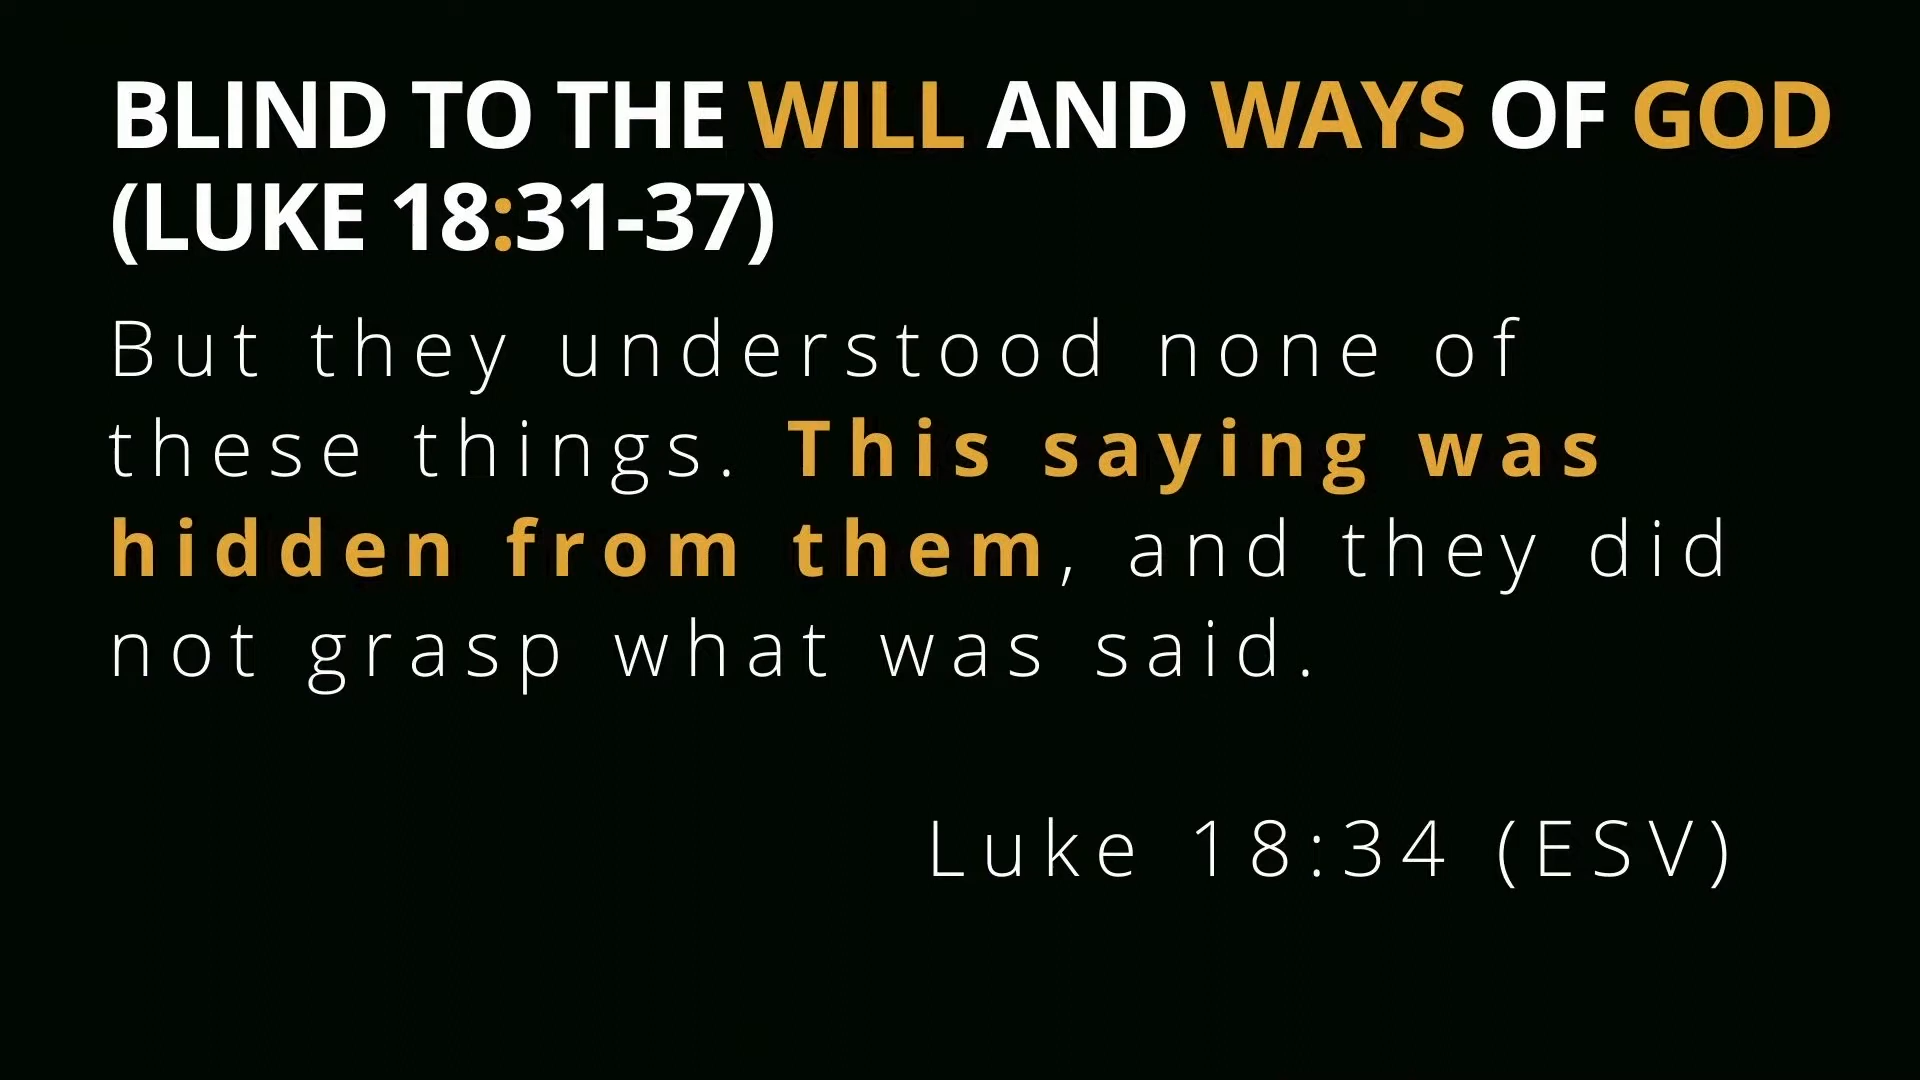 BLIND TO THE WILL AND WAYS OF GOD
(LUKE 18:31-37)
But they understood none of
these things. This saying was
hidden from them, and they did
not grasp what was said.
Luke 18:34 (ESV)